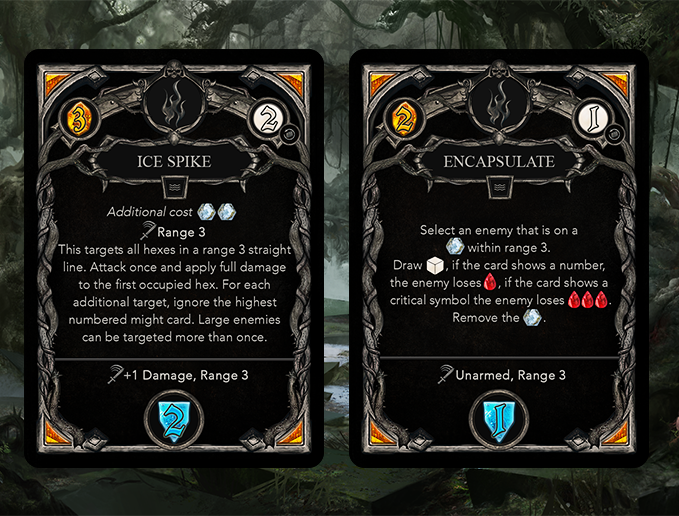 3
2
ICE SPIKE
Additional cost
Range 3
This targets all hexes in a range 3 straight
line. Attack once and apply full damage
to the first occupied hex. For each
additional target, ignore the highest
numbered might card. Large enemies
can be targeted more than once.
+1 Damage, Range 3
2
2
1
ENCAPSULATE
Select an enemy that is on a
within range 3.
Draw , if the card shows a number,
the enemy loses , if the card shows a
critical symbol the enemy loses .
Remove the .
Unarmed, Range 3
1